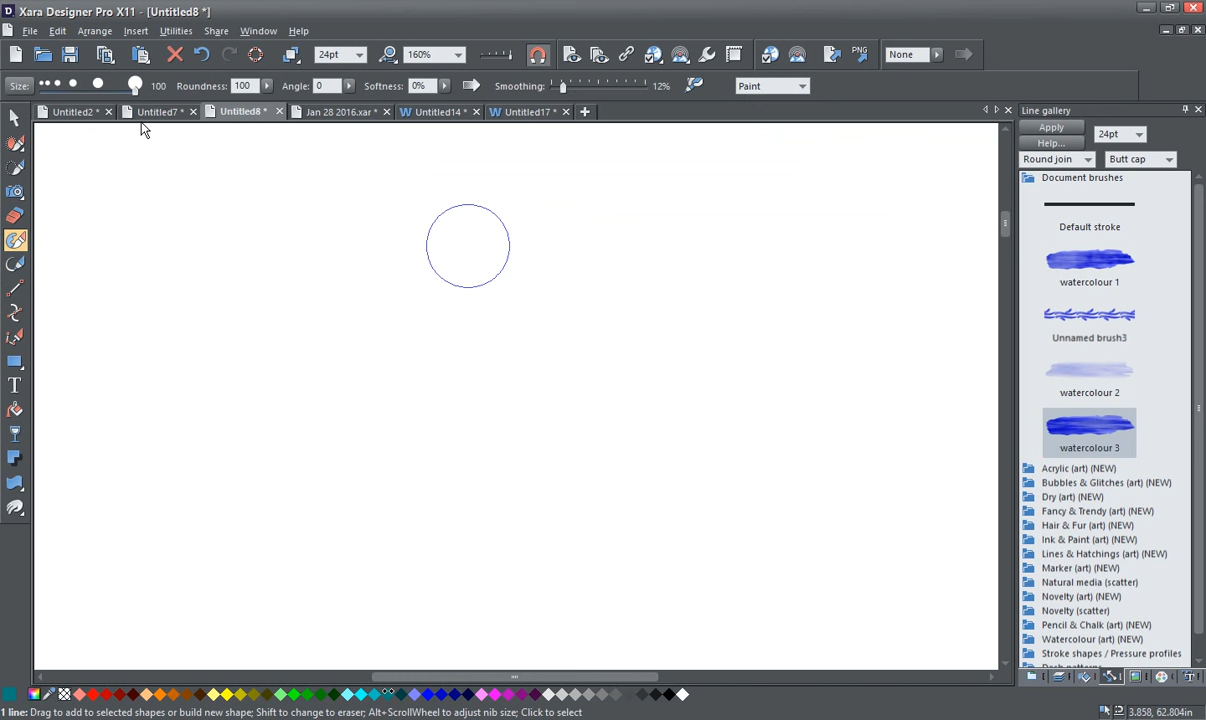 Xara Designer Pro X11 - [Untitled8 *]
File Edit Arrange Insert Utilities Share Window Help
24pt 160% PNG None
Size: 100 Roundness: 100 Angle: 0 Softness: 0% Smoothing: 12% Paint
Untitled2 * Untitled7 * Untitled8 * Jan 28 2016.xar * Untitled14 * Untitled17 *
Line gallery
Apply
24pt
Help...
Round join Butt cap
Document brushes
Default stroke
watercolour 1
Unnamed brush3
watercolour 2
watercolour 3
Acrylic (art) (NEW)
Bubbles & Glitches (art) (NEW)
Dry (art) (NEW)
Fancy & Trendy (art) (NEW)
Hair & Fur (art) (NEW)
Ink & Paint (art) (NEW)
Lines & Hatchings (art) (NEW)
Marker (art) (NEW)
Natural media (scatter)
Novelty (art) (NEW)
Novelty (scatter)
Pencil & Chalk (art) (NEW)
Watercolour (art) (NEW)
Stroke shapes / Pressure profiles
1 line: Drag to add to selected shapes or build new shape; Shift to change to eraser; Alt+ScrollWheel to adjust nib size; Click to select
3.858, 62.804in